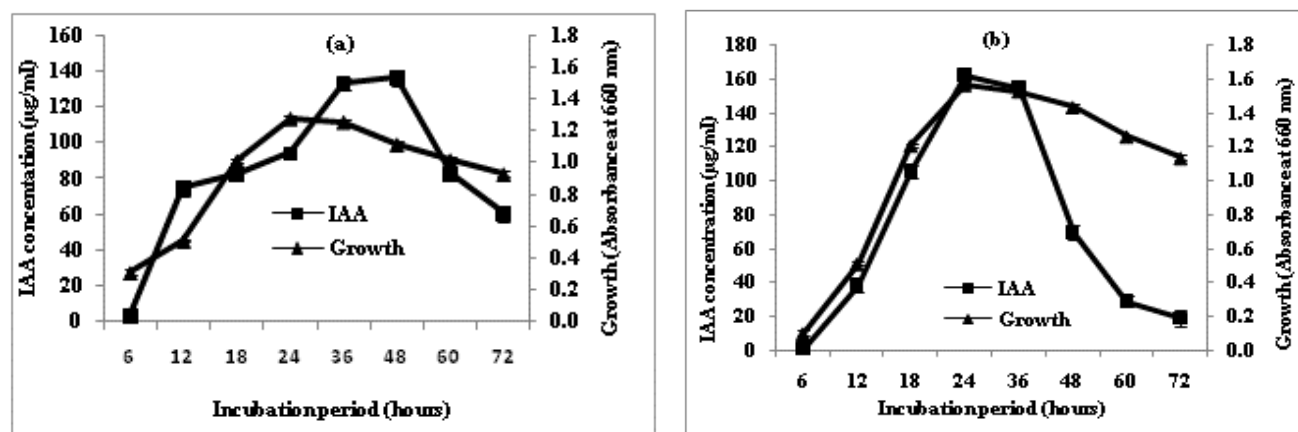 (a)
IAA concentation (µg/ml)
160
140
120
100
80
60
40
20
0
1.8
1.6
1.4
1.2
1.0
0.8
0.6
0.4
0.2
0.0
Growth (Absorbance at 660 nm)
IAA
Growth
6 12 18 24 36 48 60 72
Incubation period (hours)
(b)
IAA concentration (µg/ml)
180
160
140
120
100
80
60
40
20
0
1.8
1.6
1.4
1.2
1.0
0.8
0.6
0.4
0.2
0.0
Growth (Absorbance at 660 nm)
IAA
Growth
6 12 18 24 36 48 60 72
Incubation period (hours)